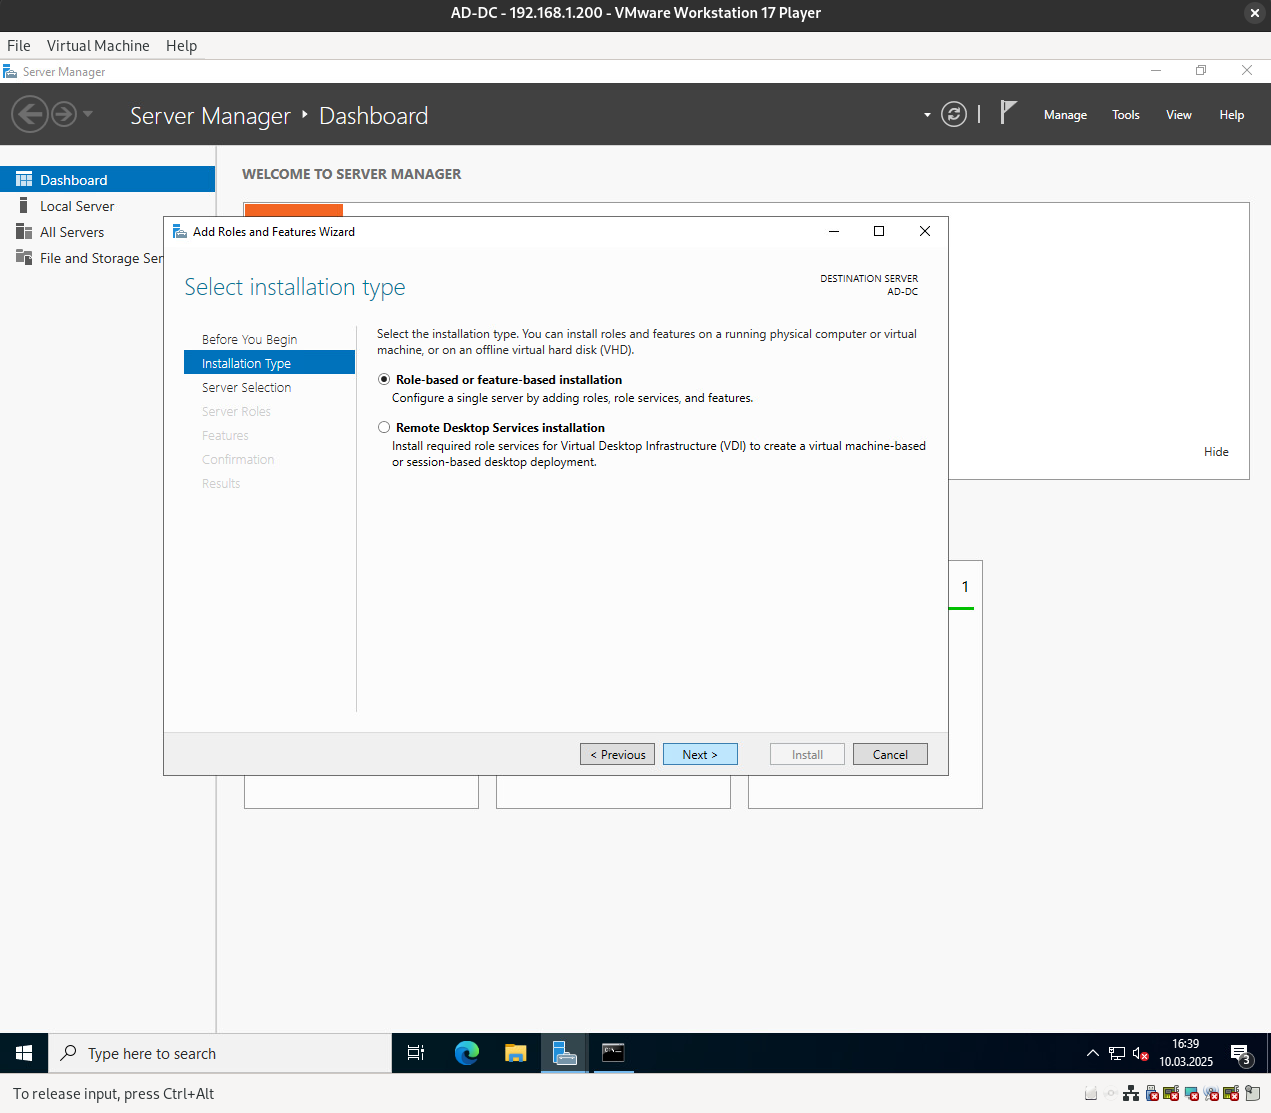 AD-DC - 192.168.1.200 - VMware Workstation 17 Player
File Virtual Machine Help
Server Manager
Server Manager Dashboard
Manage Tools View Help
Dashboard
Local Server
All Servers
File and Storage Ser
WELCOME TO SERVER MANAGER
Hide
1
Add Roles and Features Wizard
Select installation type
DESTINATION SERVER
AD-DC
Before You Begin
Installation Type
Server Selection
Server Roles
Features
Confirmation
Results
Select the installation type. You can install roles and features on a running physical computer or virtual
machine, or on an offline virtual hard disk (VHD).
Role-based or feature-based installation
Configure a single server by adding roles, role services, and features.
Remote Desktop Services installation
Install required role services for Virtual Desktop Infrastructure (VDI) to create a virtual machine-based
or session-based desktop deployment.
< Previous Next > Install Cancel
Type here to search
16:39
10.03.2025
3
To release input, press Ctrl+Alt